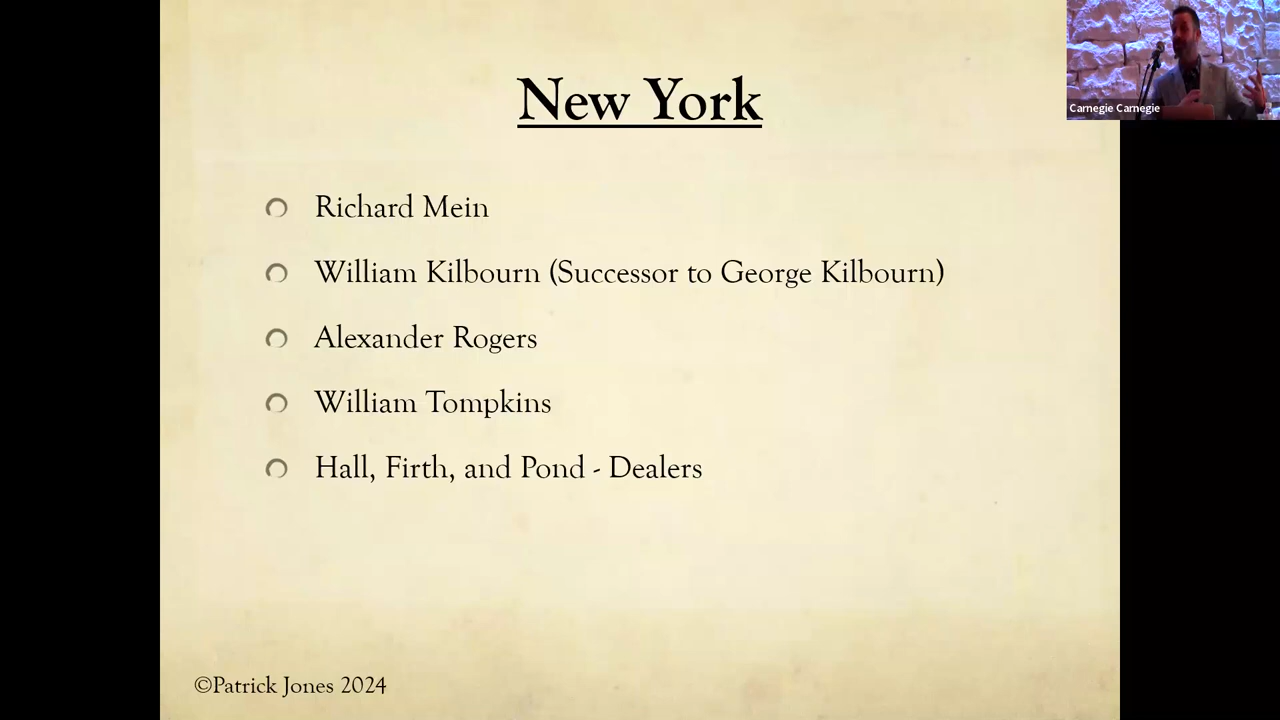 New York
Richard Mein
William Kilbourn (Successor to George Kilbourn)
Alexander Rogers
William Tompkins
Hall, Firth, and Pond - Dealers
©Patrick Jones 2024
Carnegie Carnegie